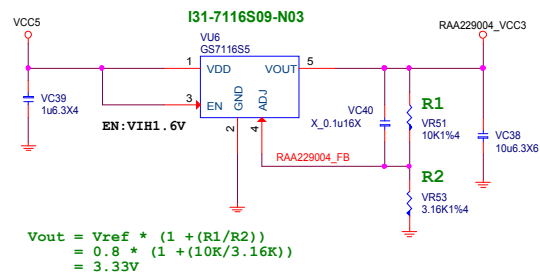 I31-7116S09-N03
VCC5
RAA229004_VCC3
VU6
GS7116S5
1
VDD
VOUT
5
3
EN
GND
ADJ
2
4
VC39
1u6.3X4
EN:VIH1.6V
VC40
X_0.1u16X
R1
VR51
10K1%4
VC38
10u6.3X6
RAA229004_FB
R2
VR53
3.16K1%4
Vout = Vref * (1 +(R1/R2))
= 0.8 * (1 +(10K/3.16K))
= 3.33V